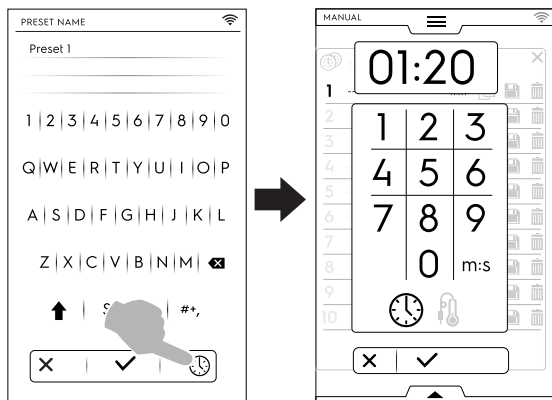 PRESET NAME
Preset 1
1 2 3 4 5 6 7 8 9 0
Q W E R T Y U I O P
A S D F G H J K L
Z X C V B N M
S
#+,
MANUAL
01:20
1
2
3
4
5
6
7
8
9
10
1 2 3
4 5 6
7 8 9
0 m:s